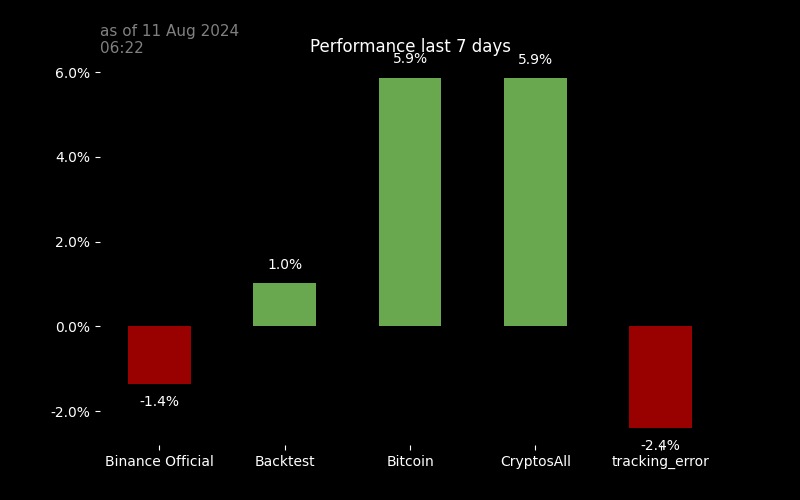 as of 11 Aug 2024
06:22
Performance last 7 days
6.0%
4.0%
2.0%
0.0%
-2.0%
-1.4%
1.0%
5.9%
5.9%
-2.4%
Binance Official
Backtest
Bitcoin
CryptosAll
tracking_error